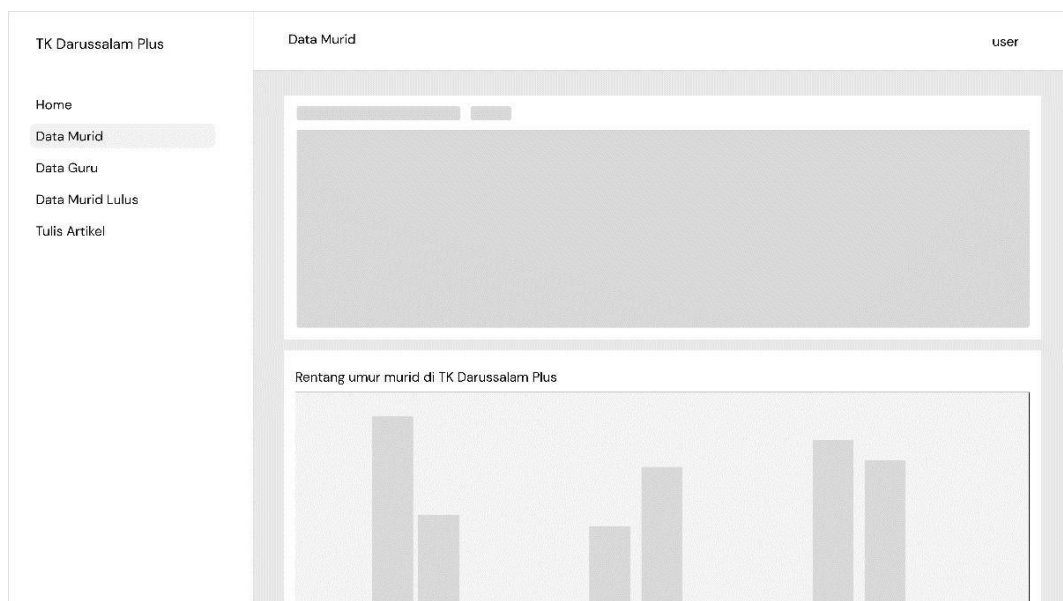 TK Darussalam Plus
Home
Data Murid
Data Guru
Data Murid Lulus
Tulis Artikel
Data Murid
user
Rentang umur murid di TK Darussalam Plus